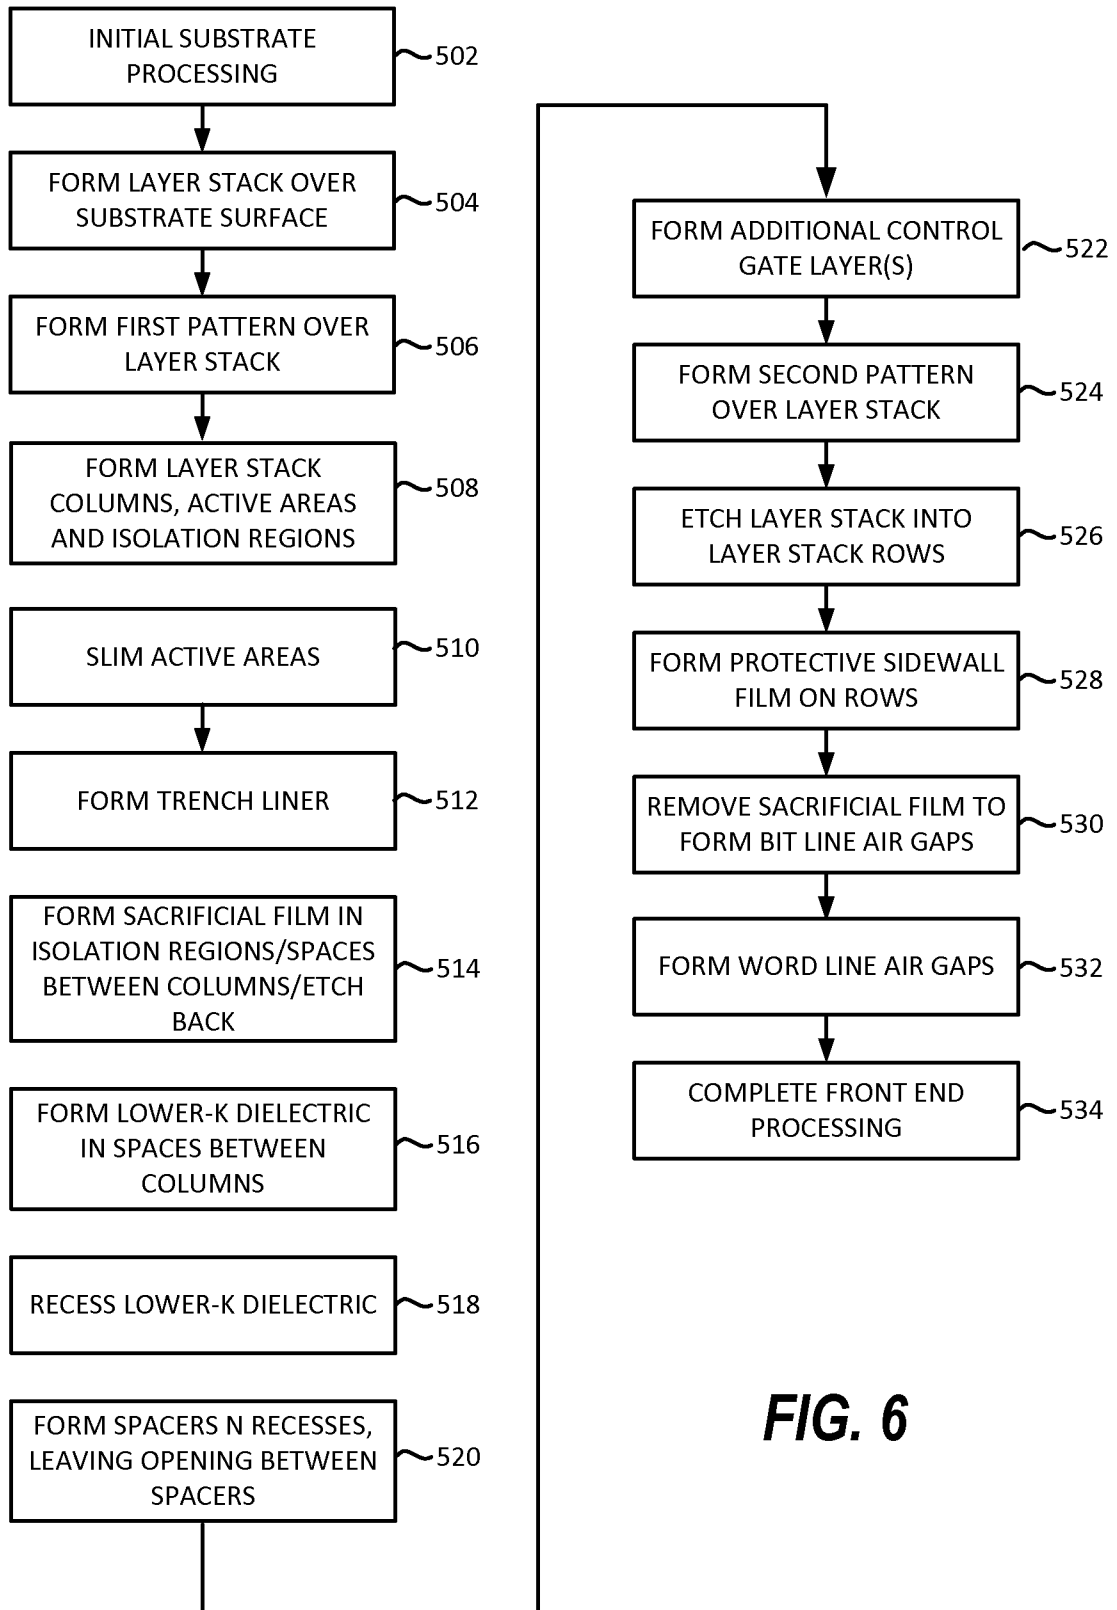 INITIAL SUBSTRATE
PROCESSING
502
FORM LAYER STACK OVER
SUBSTRATE SURFACE
504
FORM FIRST PATTERN OVER
LAYER STACK
506
FORM LAYER STACK
COLUMNS, ACTIVE AREAS
AND ISOLATION REGIONS
508
SLIM ACTIVE AREAS
510
FORM TRENCH LINER
512
FORM SACRIFICIAL FILM IN
ISOLATION REGIONS/SPACES
BETWEEN COLUMNS/ETCH
BACK
514
FORM LOWER-K DIELECTRIC
IN SPACES BETWEEN
COLUMNS
516
RECESS LOWER-K DIELECTRIC
518
FORM SPACERS N RECESSES,
LEAVING OPENING BETWEEN
SPACERS
520
FORM ADDITIONAL CONTROL
GATE LAYER(S)
522
FORM SECOND PATTERN
OVER LAYER STACK
524
ETCH LAYER STACK INTO
LAYER STACK ROWS
526
FORM PROTECTIVE SIDEWALL
FILM ON ROWS
528
REMOVE SACRIFICIAL FILM TO
FORM BIT LINE AIR GAPS
530
FORM WORD LINE AIR GAPS
532
COMPLETE FRONT END
PROCESSING
534
FIG. 6